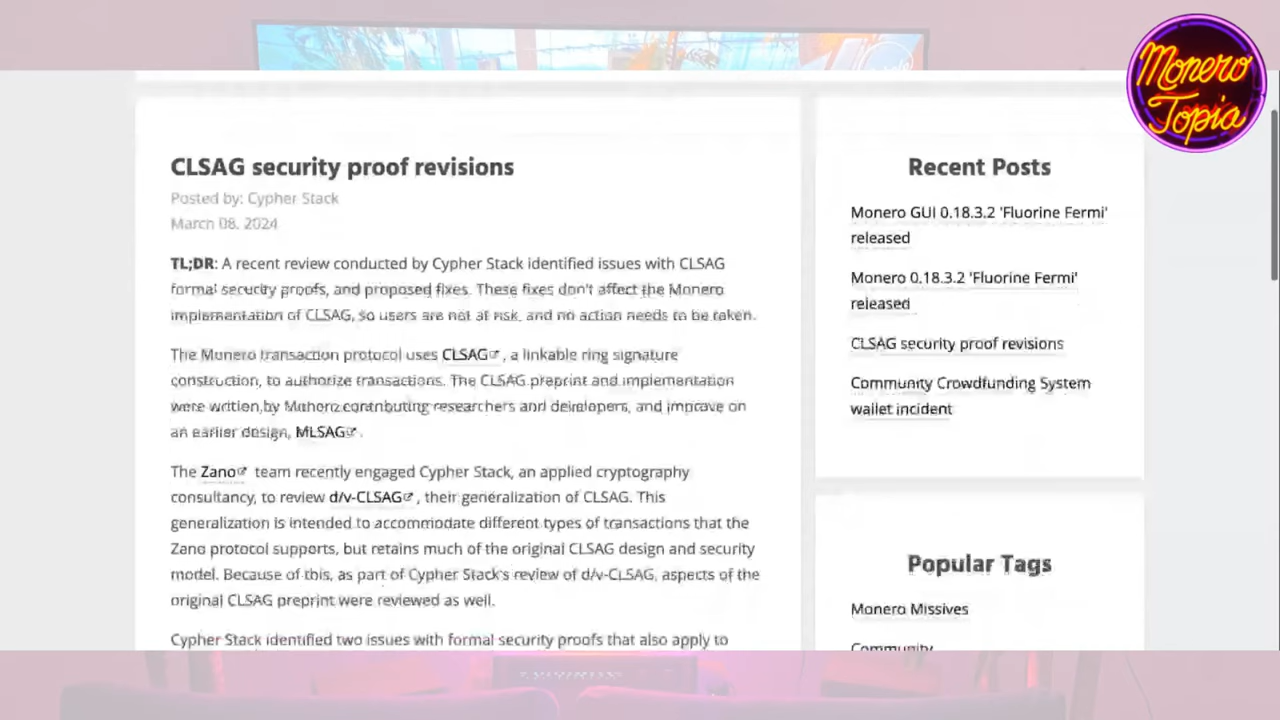 Monero
Topia
CLSAG security proof revisions
Posted by: Cypher Stack
March 08, 2024
TL;DR: A recent review conducted by Cypher Stack identified issues with CLSAG
formal security proofs, and proposed fixes. These fixes don't affect the Monero
implementation of CLSAG, so users are not at risk, and no action needs to be taken.
The Monero transaction protocol uses CLSAG, a linkable ring signature
construction, to authorize transactions. The CLSAG preprint and implementation
were written by Monero contributing researchers and developers, and improve on
an earlier design, MLSAG.
The Zano team recently engaged Cypher Stack, an applied cryptography
consultancy, to review d/v-CLSAG, their generalization of CLSAG. This
generalization is intended to accommodate different types of transactions that the
Zano protocol supports, but retains much of the original CLSAG design and security
model. Because of this, as part of Cypher Stack's review of d/v-CLSAG, aspects of the
original CLSAG preprint were reviewed as well.
Cypher Stack identified two issues with formal security proofs that also apply to
Recent Posts
Monero GUI 0.18.3.2 'Fluorine Fermi'
released
Monero 0.18.3.2 'Fluorine Fermi'
released
CLSAG security proof revisions
Community Crowdfunding System
wallet incident
Popular Tags
Monero Missives
Community